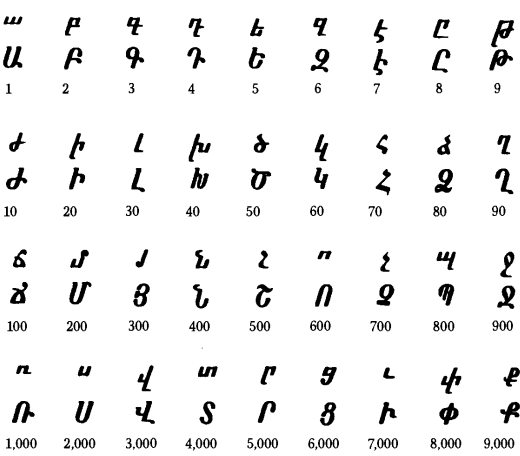 ա բ գ դ ե զ է ը թ
Ա Բ Գ Դ Ե Զ Է Ը Թ
1 2 3 4 5 6 7 8 9
ժ ի լ խ ծ կ հ ձ ղ
Ժ Ի Լ Խ Ծ Կ Հ Ձ Ղ
10 20 30 40 50 60 70 80 90
ճ մ յ ն շ ո չ պ ջ
Ճ Մ Յ Ն Շ Ո Չ Պ Ջ
100 200 300 400 500 600 700 800 900
ռ ս վ տ ր ց ւ փ ք
Ռ Ս Վ Տ Ր Ց Ւ Փ Ք
1,000 2,000 3,000 4,000 5,000 6,000 7,000 8,000 9,000